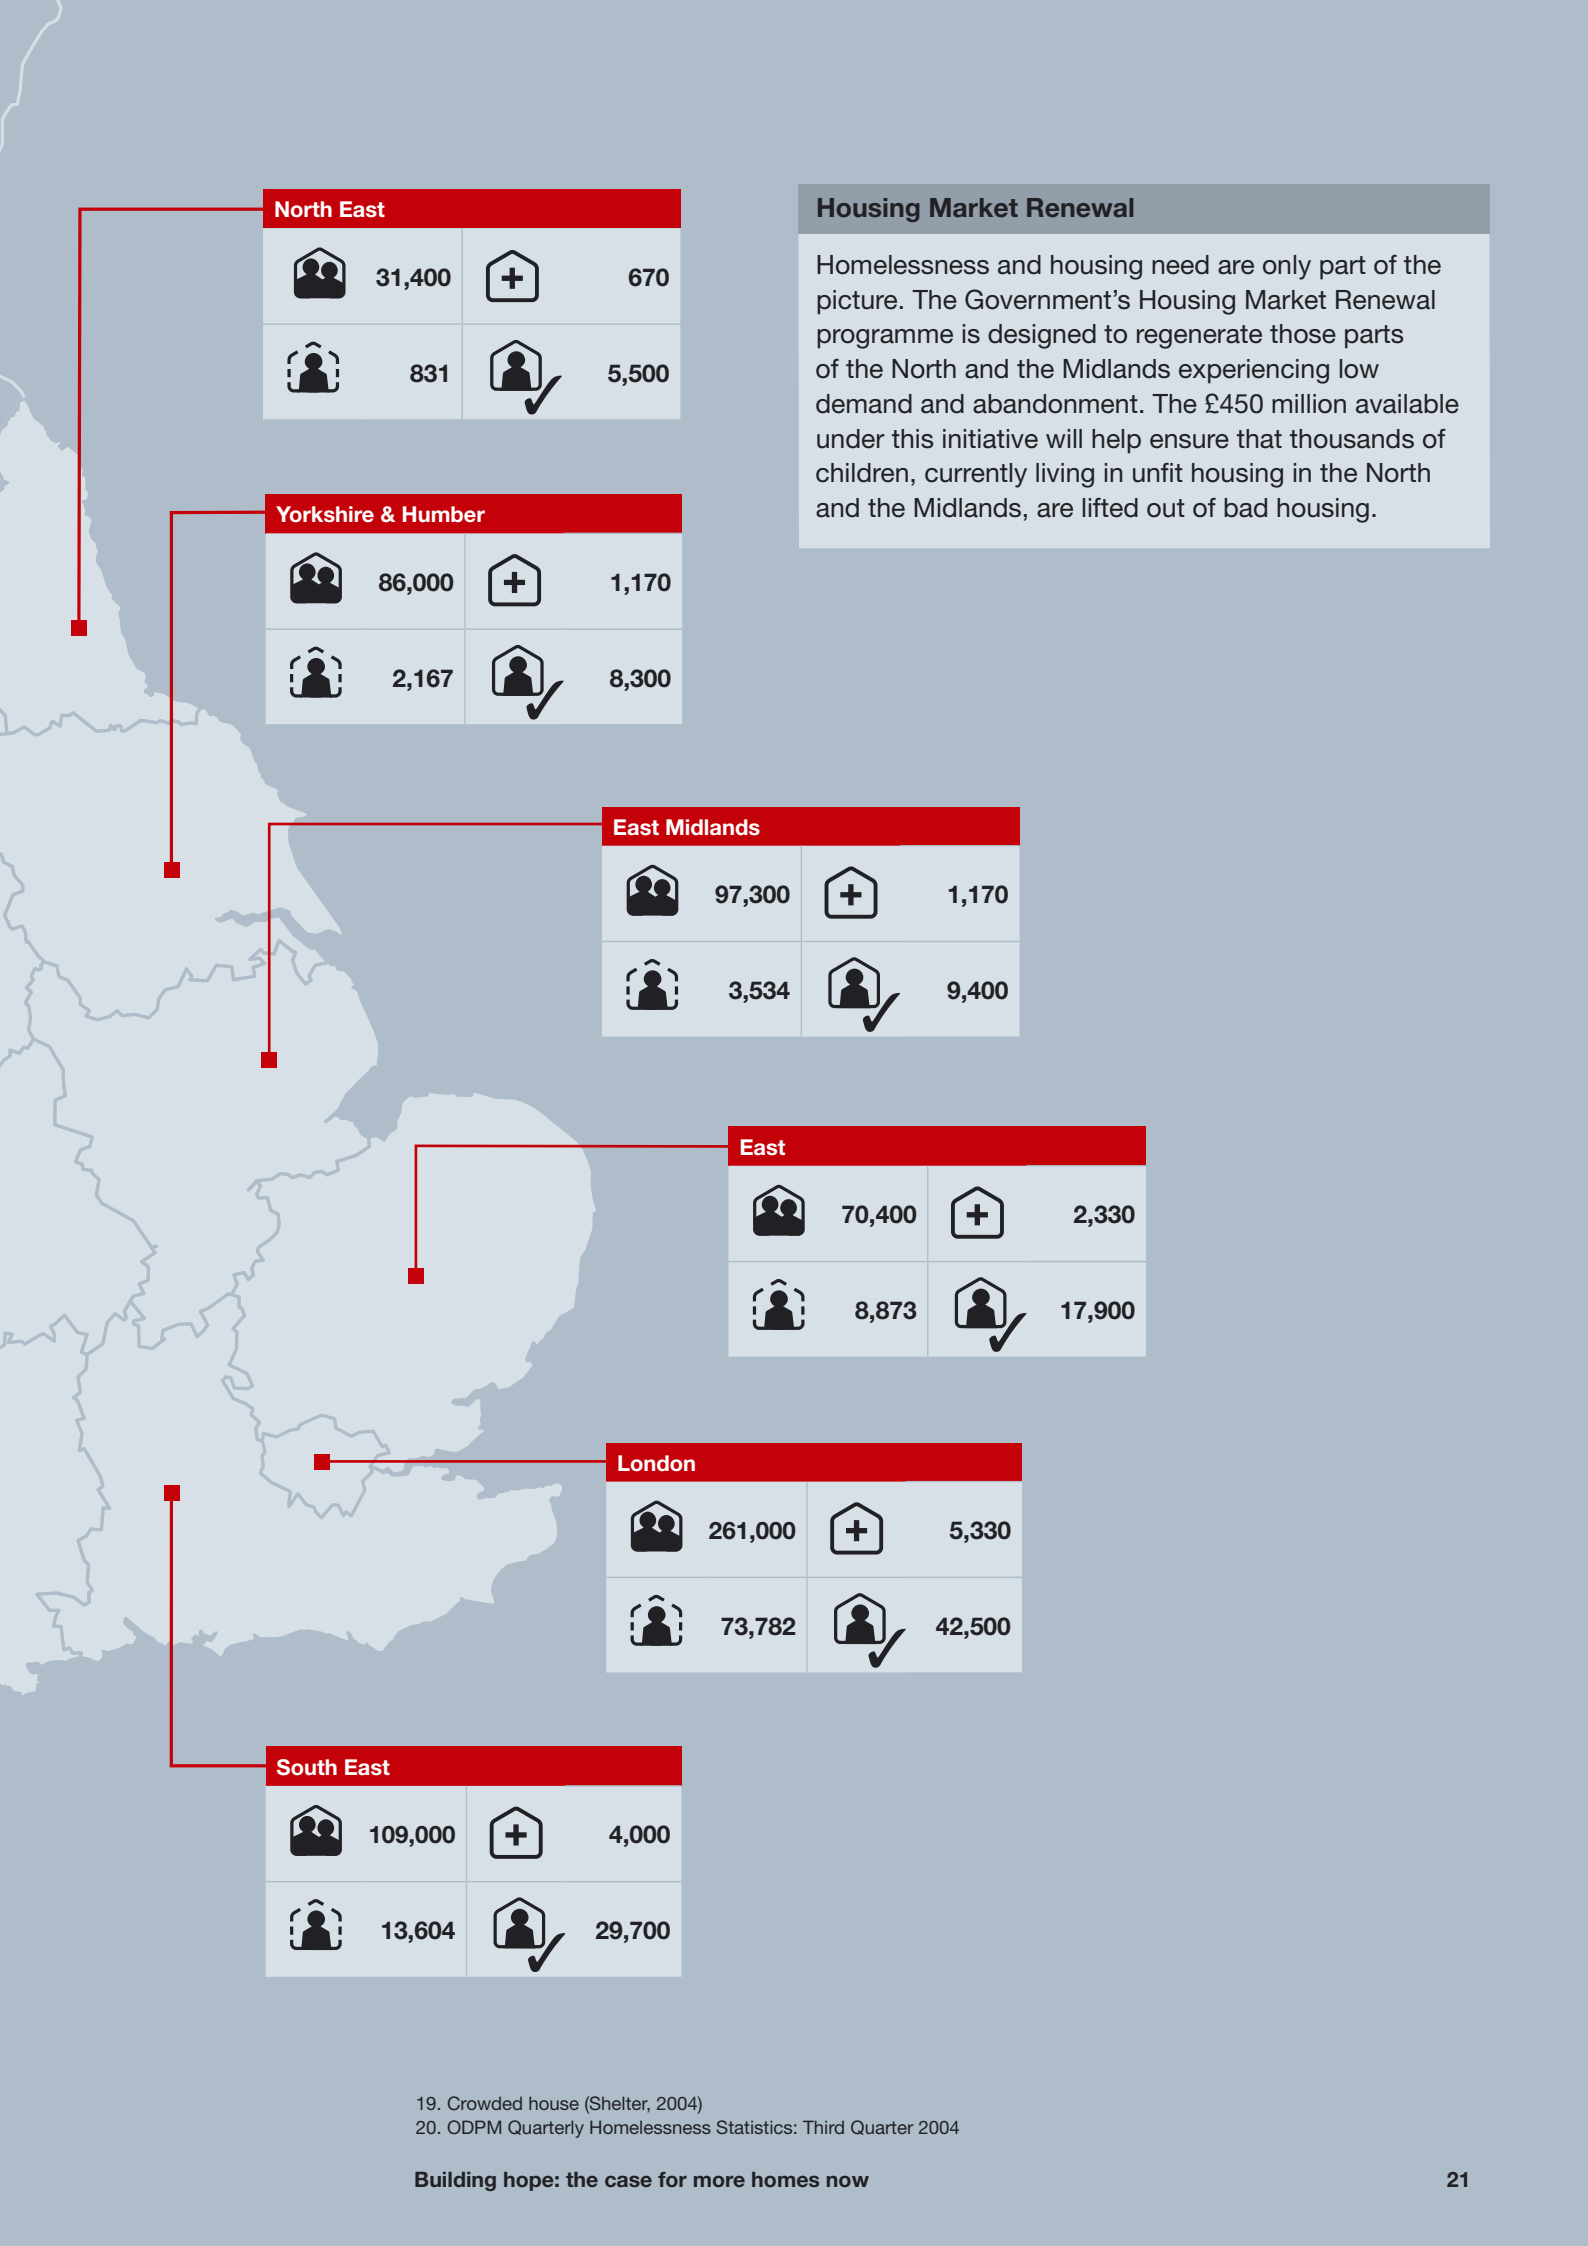 North East
31,400 670
831 5,500
Housing Market Renewal
Homelessness and housing need are only part of the
picture. The Government's Housing Market Renewal
programme is designed to regenerate those parts
of the North and the Midlands experiencing low
demand and abandonment. The £450 million available
under this initiative will help ensure that thousands of
children, currently living in unfit housing in the North
and the Midlands, are lifted out of bad housing.
Yorkshire & Humber
86,000 1,170
2,167 8,300
East Midlands
97,300 1,170
3,534 9,400
East
70,400 2,330
8,873 17,900
London
261,000 5,330
73,782 42,500
South East
109,000 4,000
13,604 29,700
19. Crowded house (Shelter, 2004)
20. ODPM Quarterly Homelessness Statistics: Third Quarter 2004
Building hope: the case for more homes now 21